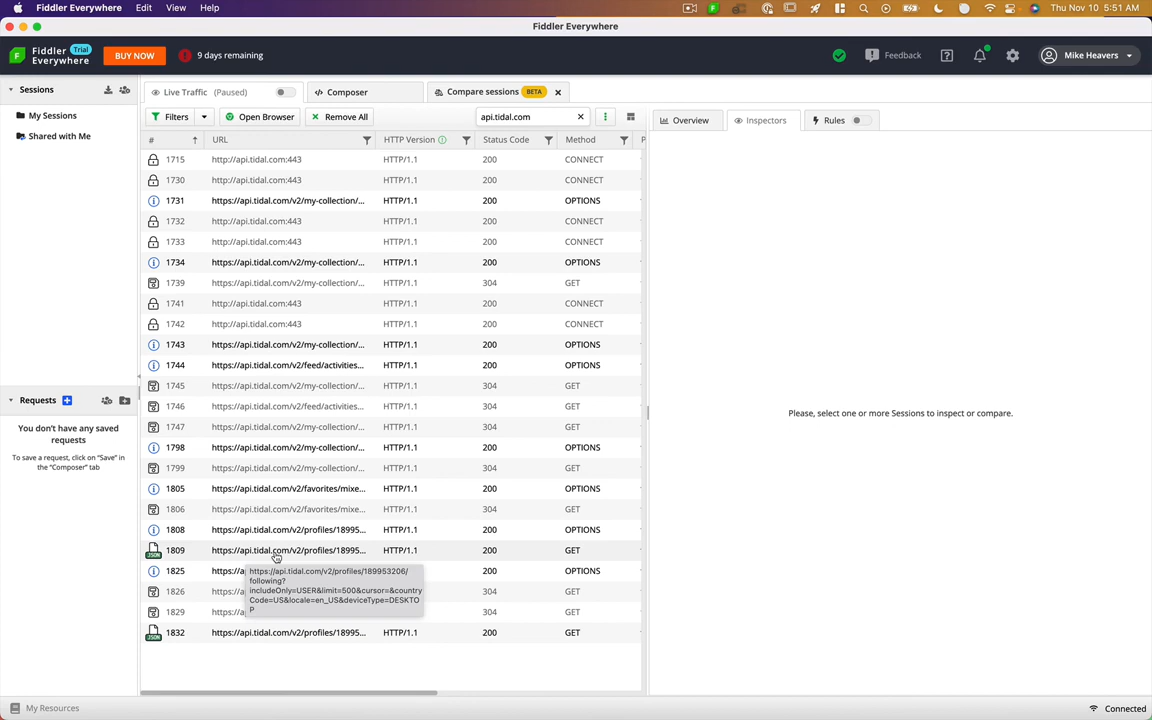 Fiddler Everywhere Edit View Help
Thu Nov 10 5:51 AM
Fiddler Everywhere
Fiddler Trial
Everywhere
BUY NOW
9 days remaining
Feedback
Mike Heavers
Sessions
My Sessions
Shared with Me
Live Traffic (Paused)
Composer
Compare sessions BETA
Filters
Open Browser
Remove All
api.tidal.com
# URL HTTP Version Status Code Method
1715 http://api.tidal.com:443 HTTP/1.1 200 CONNECT
1730 http://api.tidal.com:443 HTTP/1.1 200 CONNECT
1731 https://api.tidal.com/v2/my-collection/... HTTP/1.1 200 OPTIONS
1732 http://api.tidal.com:443 HTTP/1.1 200 CONNECT
1733 http://api.tidal.com:443 HTTP/1.1 200 CONNECT
1734 https://api.tidal.com/v2/my-collection/... HTTP/1.1 200 OPTIONS
1739 https://api.tidal.com/v2/my-collection/... HTTP/1.1 304 GET
1741 http://api.tidal.com:443 HTTP/1.1 200 CONNECT
1742 http://api.tidal.com:443 HTTP/1.1 200 CONNECT
1743 https://api.tidal.com/v2/my-collection/... HTTP/1.1 200 OPTIONS
1744 https://api.tidal.com/v2/feed/activities... HTTP/1.1 200 OPTIONS
1745 https://api.tidal.com/v2/my-collection/... HTTP/1.1 304 GET
1746 https://api.tidal.com/v2/feed/activities... HTTP/1.1 304 GET
1747 https://api.tidal.com/v2/my-collection/... HTTP/1.1 304 GET
1798 https://api.tidal.com/v2/my-collection/... HTTP/1.1 200 OPTIONS
1799 https://api.tidal.com/v2/my-collection/... HTTP/1.1 304 GET
1805 https://api.tidal.com/v2/favorites/mixe... HTTP/1.1 200 OPTIONS
1806 https://api.tidal.com/v2/favorites/mixe... HTTP/1.1 304 GET
1808 https://api.tidal.com/v2/profiles/18995... HTTP/1.1 200 OPTIONS
JSON 1809 https://api.tidal.com/v2/profiles/18995... HTTP/1.1 200 GET
1825 https://a 200 OPTIONS
1826 https://a 304 GET
1829 https://a 304 GET
JSON 1832 https://api.tidal.com/v2/profiles/18995... HTTP/1.1 200 GET
https://api.tidal.com/v2/profiles/189953206/
following?
includeOnly=USER&limit=500&cursor=&country
Code=US&locale=en_US&deviceType=DESKTO
P
Requests
You don't have any saved
requests
To save a request, click on "Save" in
the "Composer" tab
Overview
Inspectors
Rules
Please, select one or more Sessions to inspect or compare.
My Resources
Connected